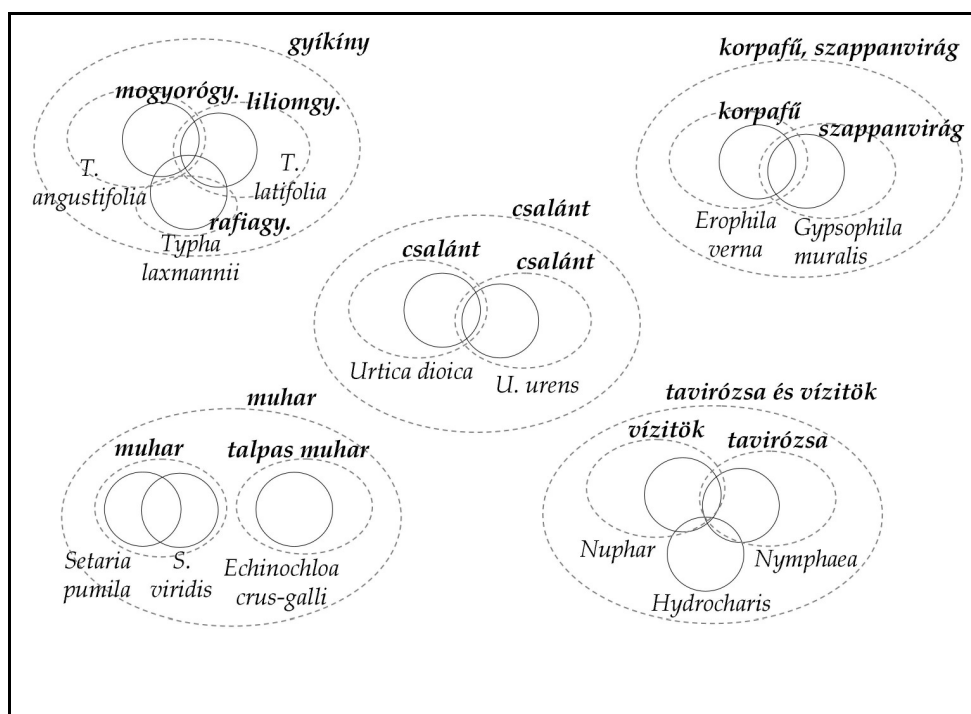 gyíkíny
mogyorógy.
liliomgy.
T.
angustifolia
T.
latifolia
rafiagy.
Typha
laxmannii
korpafű, szappanvirág
korpafű
szappanvirág
Erophila
verna
Gypsophila
muralis
csalánt
csalánt
csalánt
Urtica dioica
U. urens
muhar
muhar
talpas muhar
Setaria
pumila
S.
viridis
Echinochloa
crus-galli
tavirózsa és vízitök
vízitök
tavirózsa
Nuphar
Nymphaea
Hydrocharis